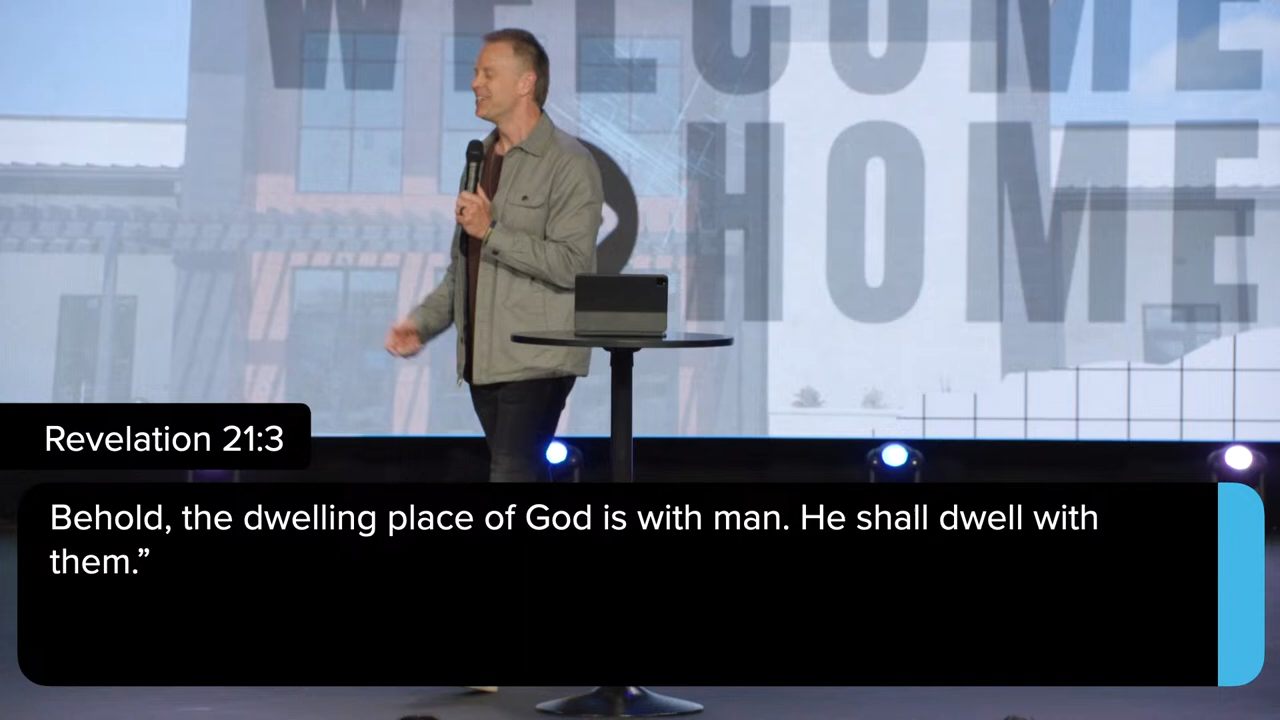 WELCOME
HOME
Revelation 21:3
Behold, the dwelling place of God is with man. He shall dwell with
them.”